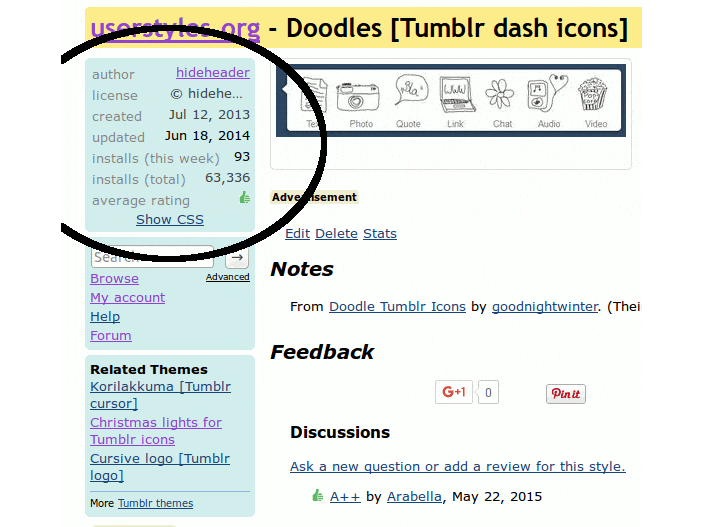 userstyles.org - Doodles [Tumblr dash icons]
author hideheader
license © hidehe...
created Jul 12, 2013
updated Jun 18, 2014
installs (this week) 93
installs (total) 63,336
average rating
Show CSS
Text Photo Quote Link Chat Audio Video
Advertisement
Edit Delete Stats
Search →
Browse Advanced
My account
Help
Forum
Notes
From Doodle Tumblr Icons by goodnightwinter. (Thei
Feedback
G+1 0 Pin it
Related Themes
Korilakkuma [Tumblr
cursor]
Christmas lights for
Tumblr icons
Cursive logo [Tumblr
logo]
More Tumblr themes
Discussions
Ask a new question or add a review for this style.
A++ by Arabella, May 22, 2015